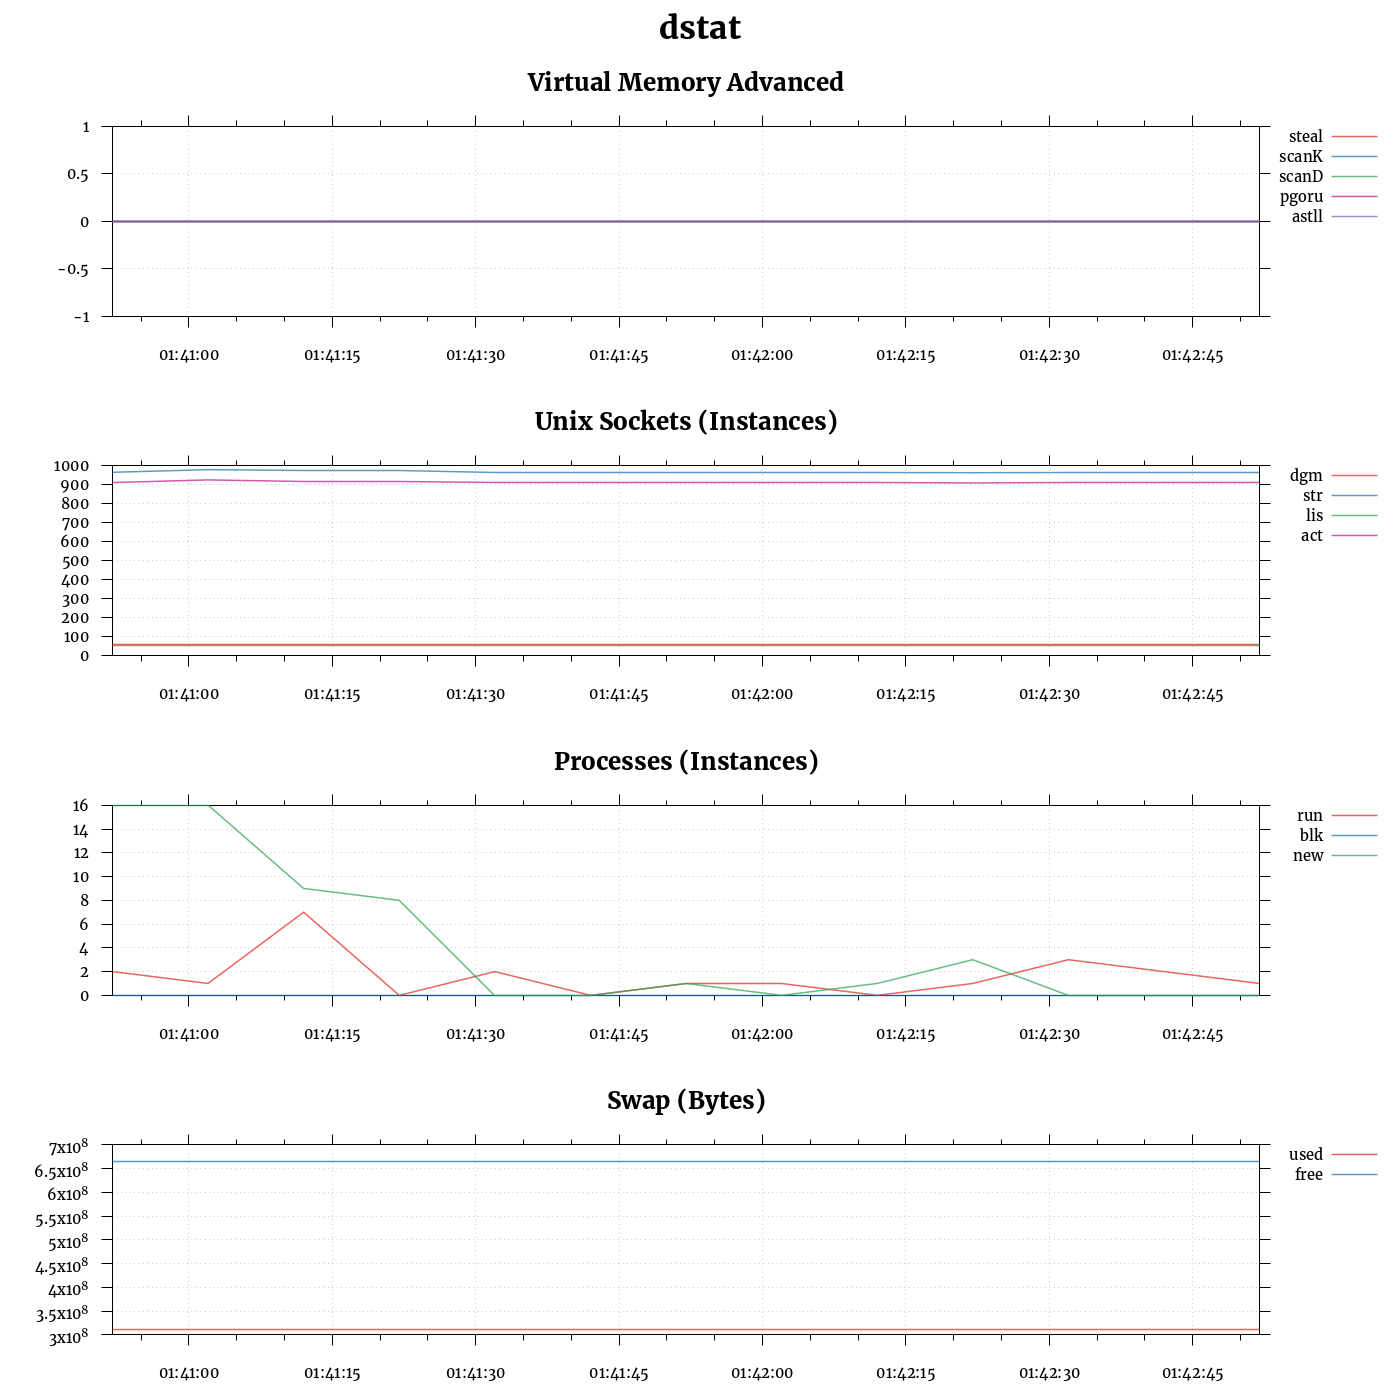 dstat
Virtual Memory Advanced
1
0.5
0
-0.5
-1
01:41:00 01:41:15 01:41:30 01:41:45 01:42:00 01:42:15 01:42:30 01:42:45
steal
scanK
scanD
pgoru
astll
Unix Sockets (Instances)
1000
900
800
700
600
500
400
300
200
100
0
01:41:00 01:41:15 01:41:30 01:41:45 01:42:00 01:42:15 01:42:30 01:42:45
dgm
str
lis
act
Processes (Instances)
16
14
12
10
8
6
4
2
0
01:41:00 01:41:15 01:41:30 01:41:45 01:42:00 01:42:15 01:42:30 01:42:45
run
blk
new
Swap (Bytes)
7x10⁸
6.5x10⁸
6x10⁸
5.5x10⁸
5x10⁸
4.5x10⁸
4x10⁸
3.5x10⁸
3x10⁸
01:41:00 01:41:15 01:41:30 01:41:45 01:42:00 01:42:15 01:42:30 01:42:45
used
free